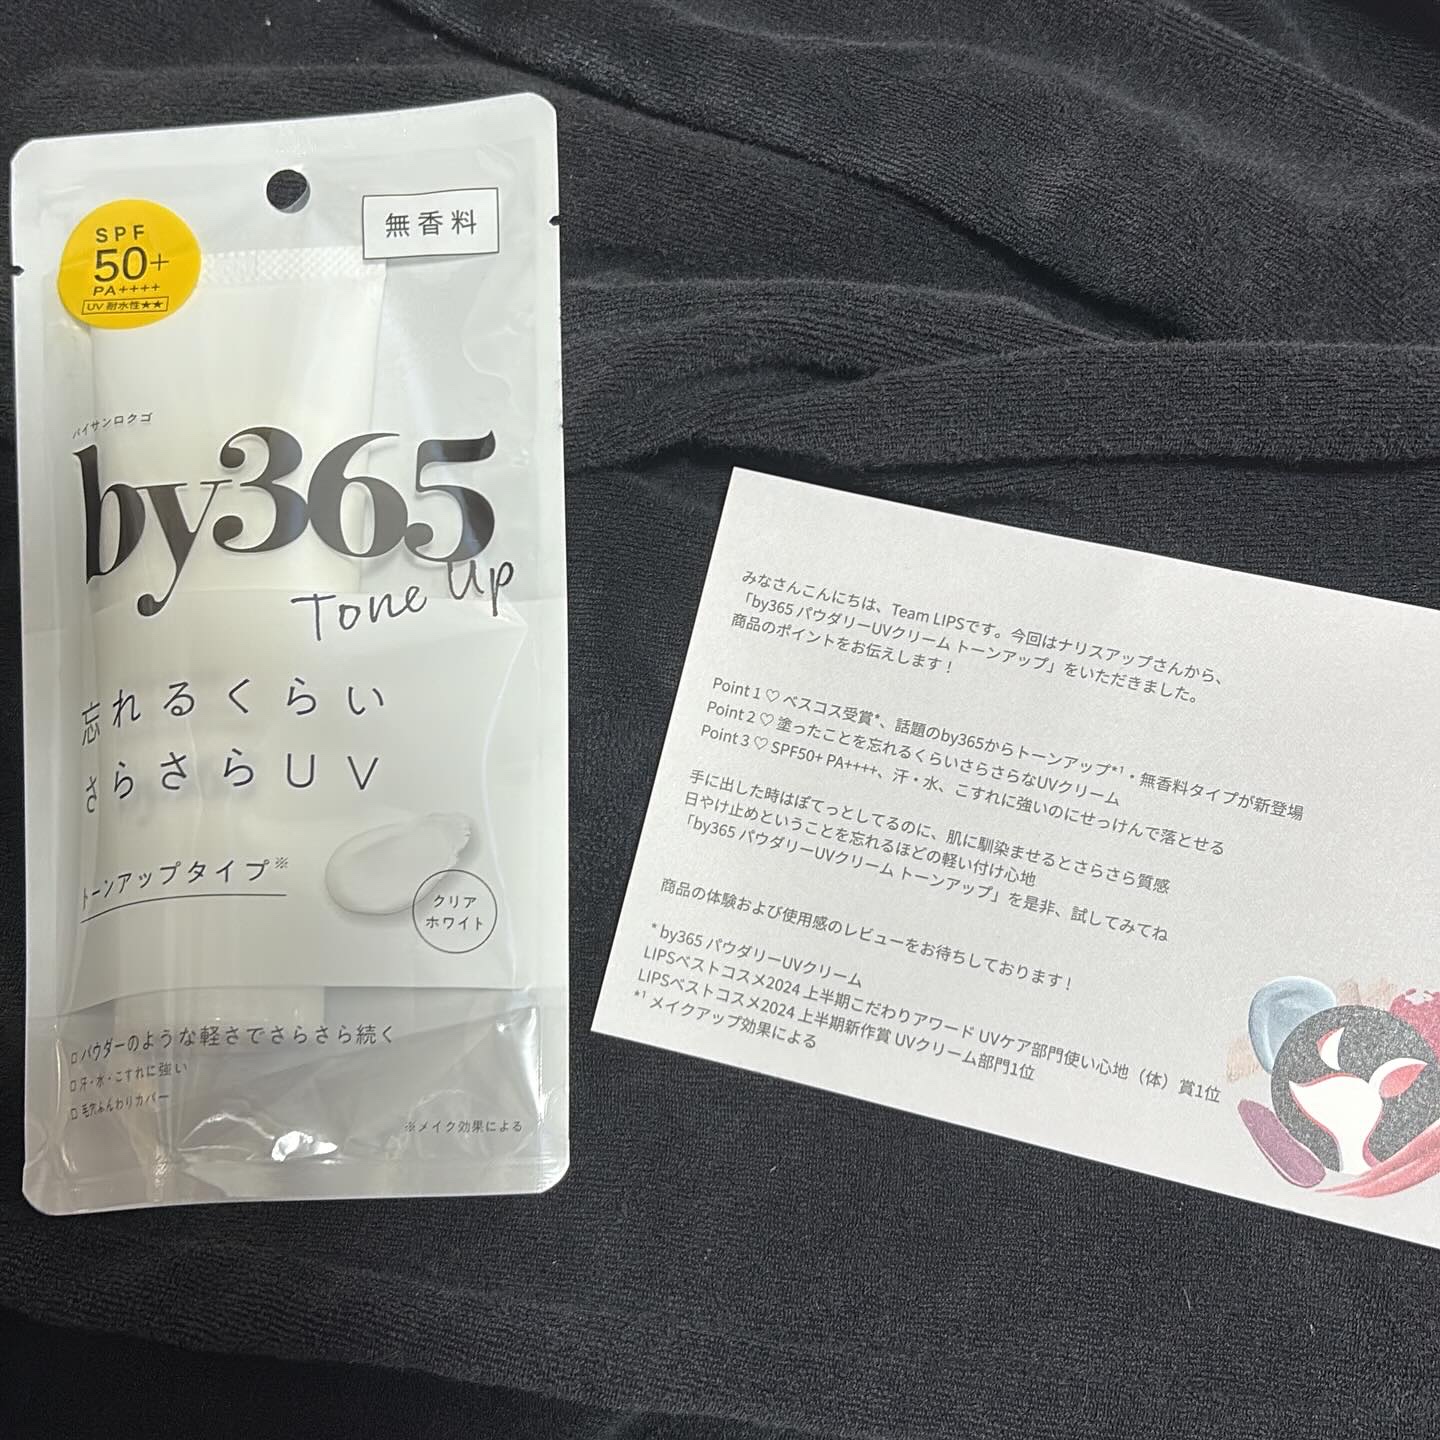 SPF
50+
PA++++
UV耐水性★★
無香料
バイサンロクゴ
by365
Tone Up
忘れるくらい
さらさらUV
トーンアップタイプ※
クリア
ホワイト
パウダーのような軽さでさらさら続く
汗・水・こすれに強い
毛穴ふんわりカバー
※メイク効果による
みなさんこんにちは、Team LIPSです。今回はナリスアップさんから、
「by365 パウダリーUVクリーム トーンアップ」をいただきました。
商品のポイントをお伝えします！
Point 1 ♡ ベスコス受賞*、話題のby365からトーンアップ*¹・無香料タイプが新登場
Point 2 ♡ 塗ったことを忘れるくらいさらさらなUVクリーム
Point 3 ♡ SPF50+ PA++++、汗・水、こすれに強いのにせっけんで落とせる
手に出した時はぽてっとしてるのに、肌に馴染ませるとさらさら質感
日やけ止めということを忘れるほどの軽い付け心地
「by365 パウダリーUVクリーム トーンアップ」を是非、試してみてね
商品の体験および使用感のレビューをお待ちしております！
* by365 パウダリーUVクリーム
LIPSベストコスメ2024 上半期こだわりアワード UVケア部門使い心地（体）賞1位
LIPSベストコスメ2024 上半期新作賞 UVクリーム部門1位
*¹ メイクアップ効果による